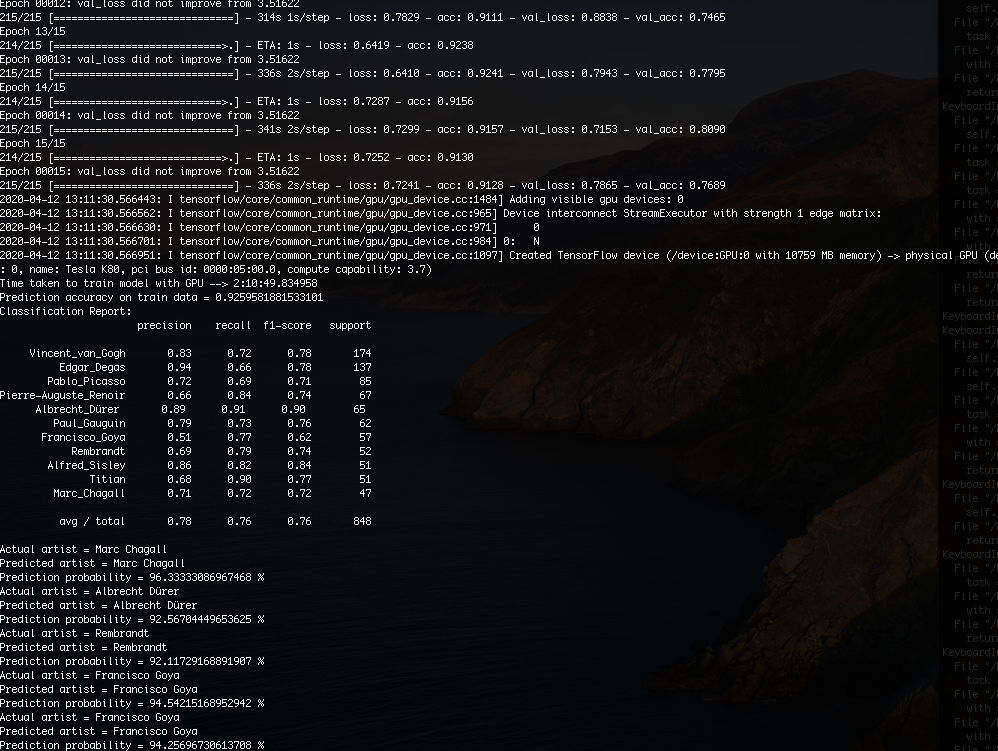 Epoch 00012: val_loss did not improve from 3.51622
215/215 [==============================] - 314s 1s/step - loss: 0.7829 - acc: 0.9111 - val_loss: 0.8838 - val_acc: 0.7465
Epoch 13/15
214/215 [============================>.] - ETA: 1s - loss: 0.6419 - acc: 0.9238
Epoch 00013: val_loss did not improve from 3.51622
215/215 [==============================] - 336s 2s/step - loss: 0.6410 - acc: 0.9241 - val_loss: 0.7943 - val_acc: 0.7795
Epoch 14/15
214/215 [============================>.] - ETA: 1s - loss: 0.7287 - acc: 0.9156
Epoch 00014: val_loss did not improve from 3.51622
215/215 [==============================] - 341s 2s/step - loss: 0.7299 - acc: 0.9157 - val_loss: 0.7153 - val_acc: 0.8090
Epoch 15/15
214/215 [============================>.] - ETA: 1s - loss: 0.7252 - acc: 0.9130
Epoch 00015: val_loss did not improve from 3.51622
215/215 [==============================] - 336s 2s/step - loss: 0.7241 - acc: 0.9128 - val_loss: 0.7865 - val_acc: 0.7689
2020-04-12 13:11:30.566443: I tensorflow/core/common_runtime/gpu/gpu_device.cc:1484] Adding visible gpu devices: 0
2020-04-12 13:11:30.566562: I tensorflow/core/common_runtime/gpu/gpu_device.cc:965] Device interconnect StreamExecutor with strength 1 edge matrix:
2020-04-12 13:11:30.566630: I tensorflow/core/common_runtime/gpu/gpu_device.cc:971] 0
2020-04-12 13:11:30.566701: I tensorflow/core/common_runtime/gpu/gpu_device.cc:984] 0: N
2020-04-12 13:11:30.566951: I tensorflow/core/common_runtime/gpu/gpu_device.cc:1097] Created TensorFlow device (/device:GPU:0 with 10759 MB memory) -> physical GPU (de
: 0, name: Tesla K80, pci bus id: 0000:05:00.0, compute capability: 3.7)
Time taken to train model with GPU --> 2:10:49.834958
Prediction accuracy on train data = 0.9259581881533101
Classification Report:
precision recall f1-score support
Vincent_van_Gogh 0.83 0.72 0.78 174
Edgar_Degas 0.94 0.66 0.78 137
Pablo_Picasso 0.72 0.69 0.71 85
Pierre-Auguste_Renoir 0.66 0.84 0.74 67
Albrecht_Dürer 0.89 0.91 0.90 65
Paul_Gauguin 0.79 0.73 0.76 62
Francisco_Goya 0.51 0.77 0.62 57
Rembrandt 0.69 0.79 0.74 52
Alfred_Sisley 0.86 0.82 0.84 51
Titian 0.68 0.90 0.77 51
Marc_Chagall 0.71 0.72 0.72 47
avg / total 0.78 0.76 0.76 848
Actual artist = Marc Chagall
Predicted artist = Marc Chagall
Prediction probability = 96.33333086967468 %
Actual artist = Albrecht Dürer
Predicted artist = Albrecht Dürer
Prediction probability = 92.56704449653625 %
Actual artist = Rembrandt
Predicted artist = Rembrandt
Prediction probability = 92.11729168891907 %
Actual artist = Francisco Goya
Predicted artist = Francisco Goya
Prediction probability = 94.54215168952942 %
Actual artist = Francisco Goya
Predicted artist = Francisco Goya
Prediction probability = 94.25696730613708 %